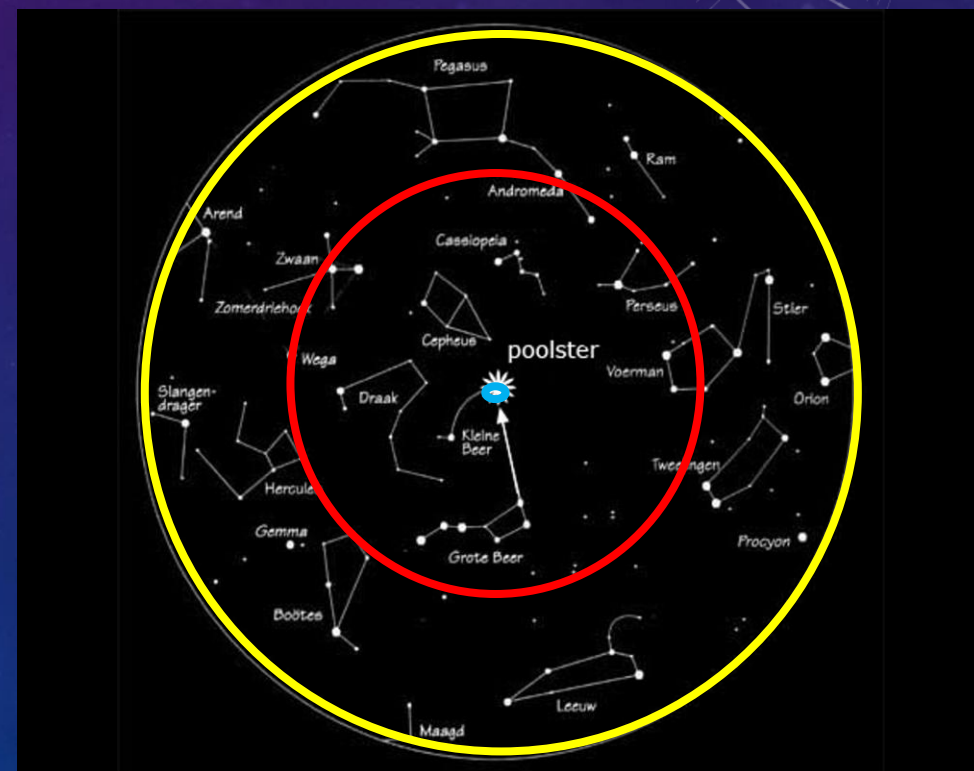 Pegasus
Ram
Andromeda
Arend
Cassiopeia
Zwaan
Zomerdriehoek
Perseus
Stier
Cepheus
poolster
Wega
Voerman
Slangen-
drager
Draak
Orion
Kleine
Beer
Tweelingen
Hercules
Gemma
Procyon
Grote Beer
Boötes
Leeuw
Maagd